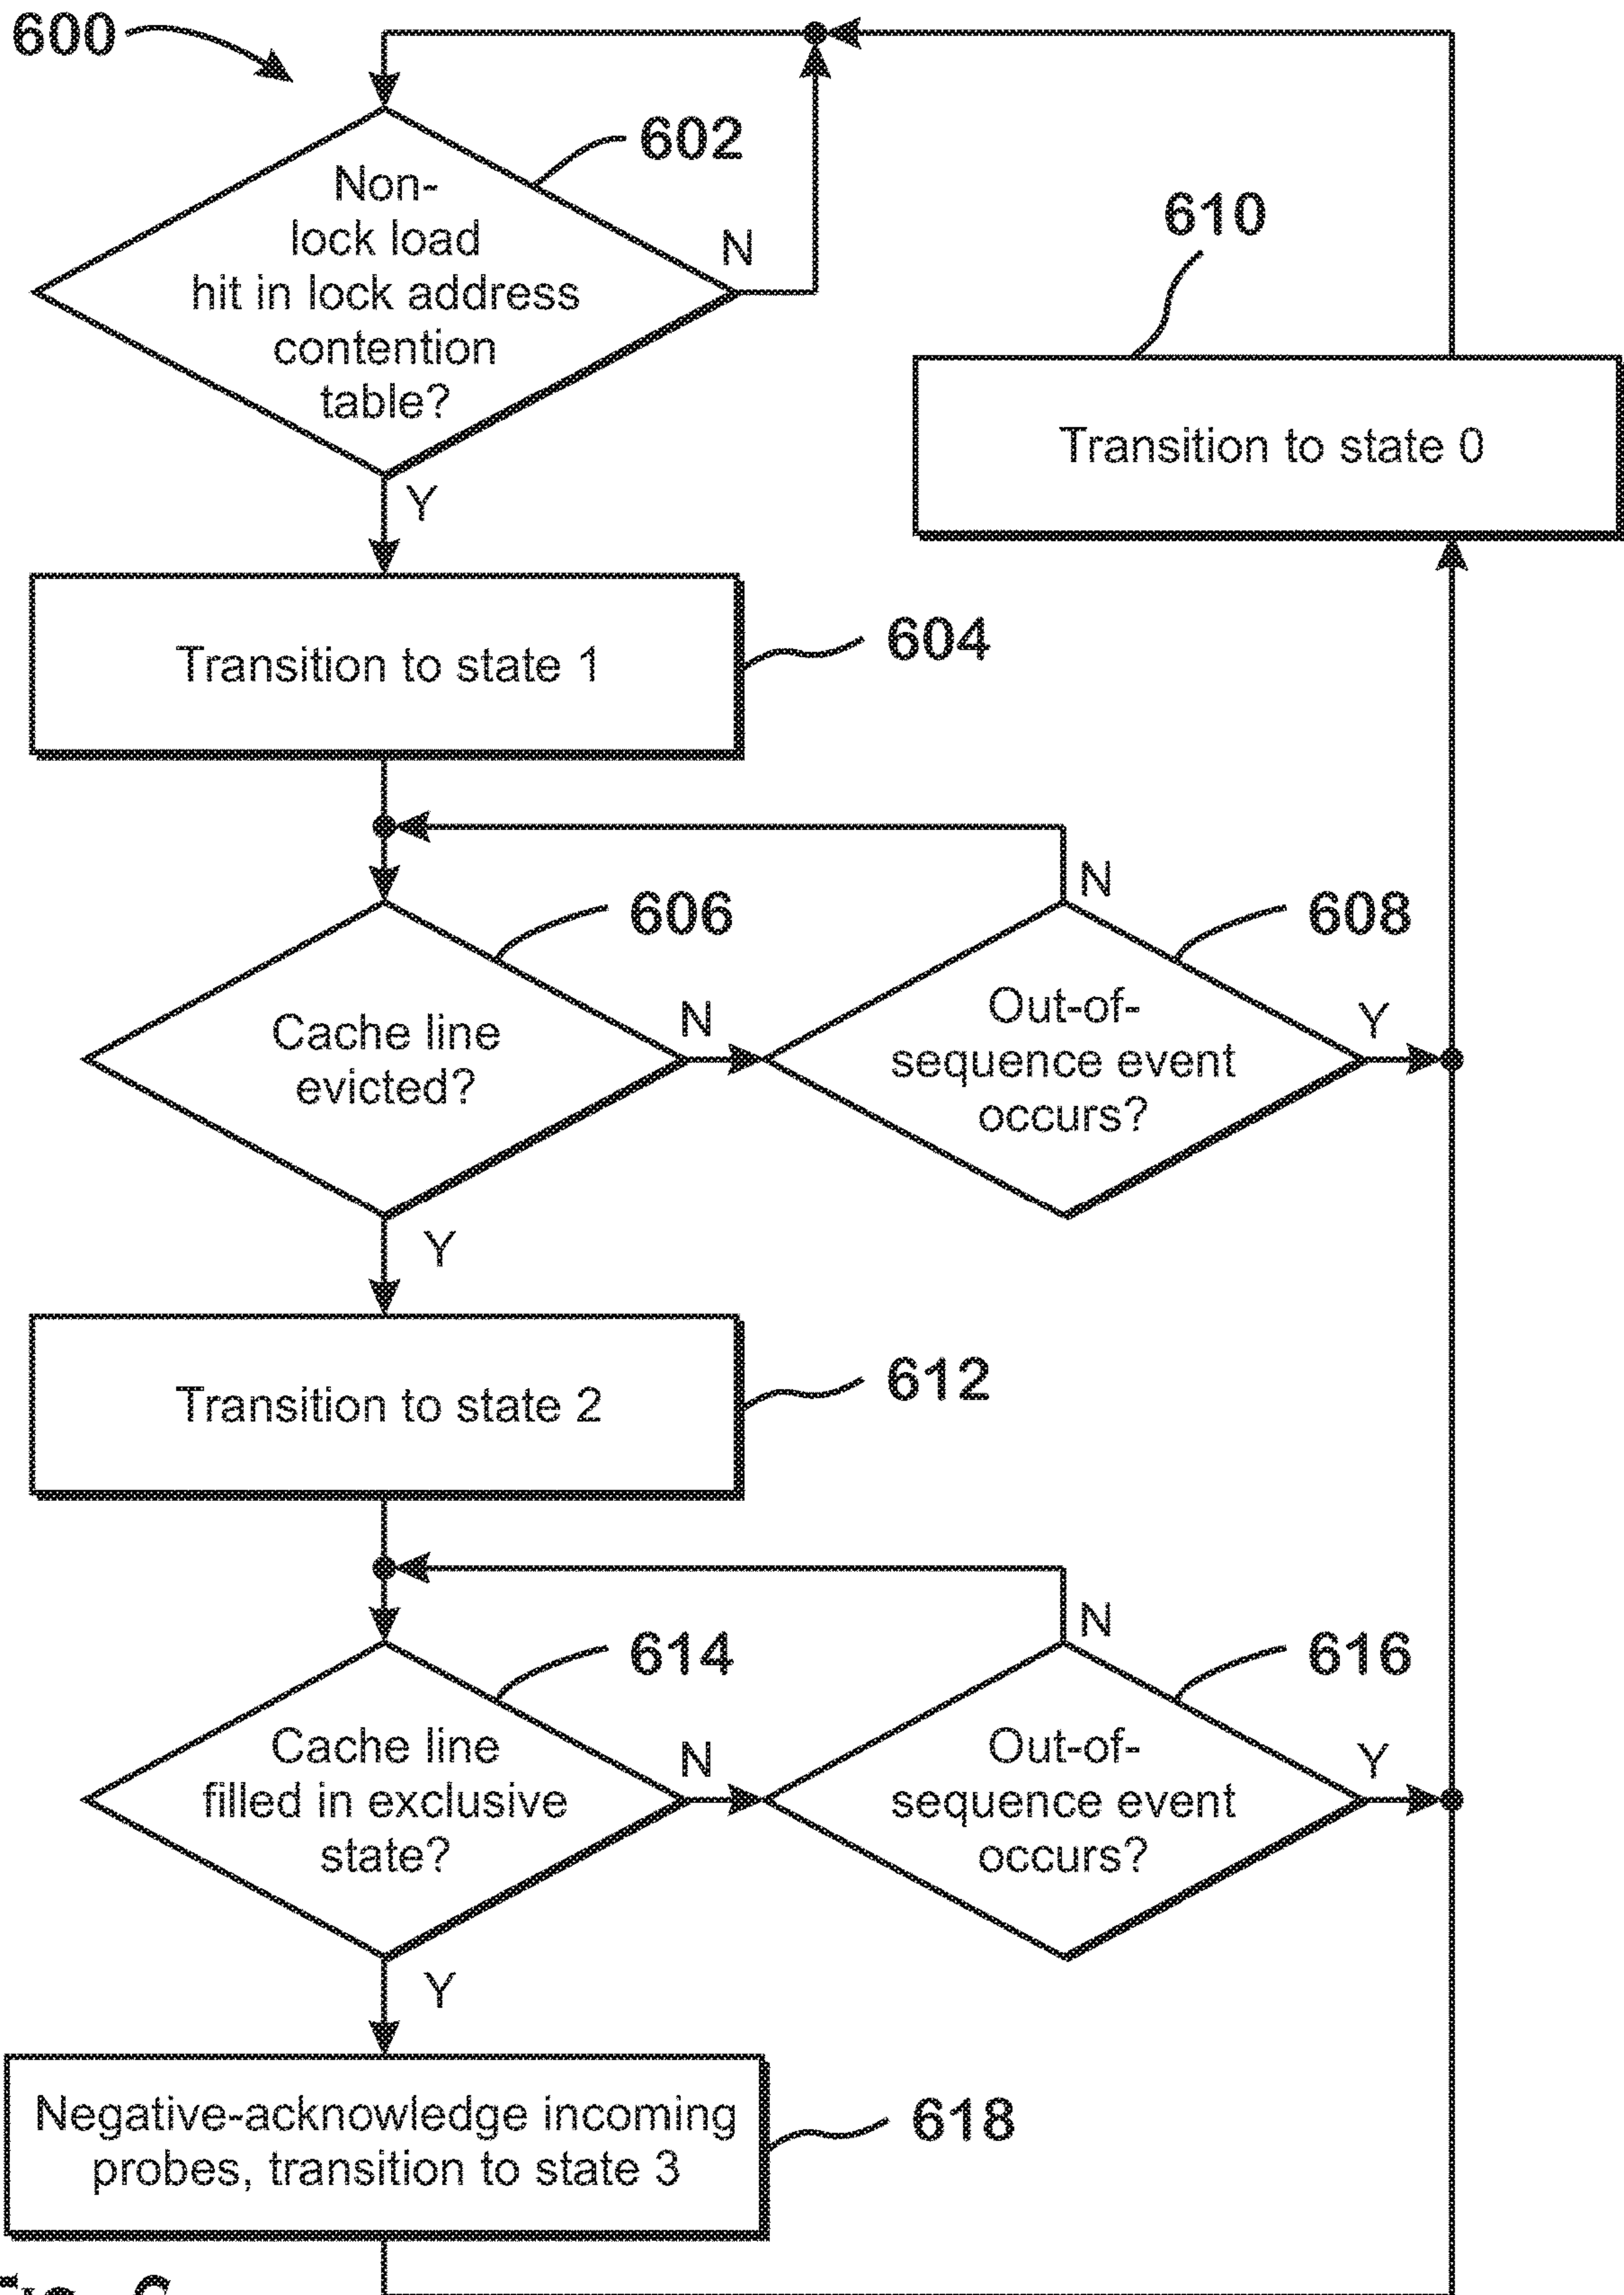 600
602
Non-
lock load
hit in lock address
contention
table?
N
Y
610
Transition to state 0
Transition to state 1
604
606
Cache line
evicted?
N
Y
608
Out-of-
sequence event
occurs?
N
Y
Transition to state 2
612
614
Cache line
filled in exclusive
state?
N
Y
616
Out-of-
sequence event
occurs?
N
Y
Negative-acknowledge incoming
probes, transition to state 3
618